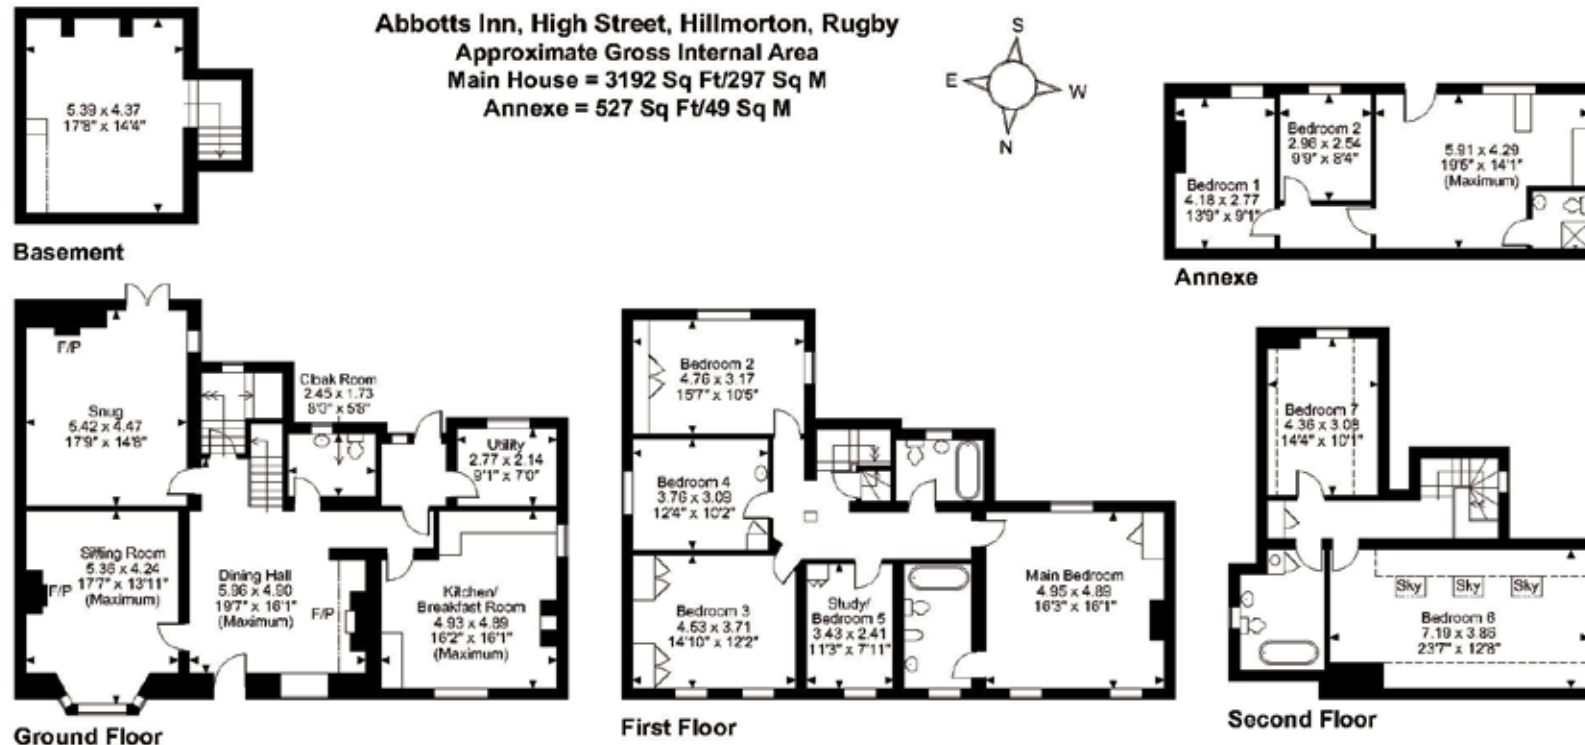 Abbotts Inn, High Street, Hillmorton, Rugby
Approximate Gross Internal Area
Main House = 3192 Sq Ft/297 Sq M
Annexe = 527 Sq Ft/49 Sq M
S
E
W
N
5.39 x 4.37
17'8" x 14'4"
Basement
Bedroom 1
4.18 x 2.77
13'9" x 9'1"
Bedroom 2
2.96 x 2.54
9'9" x 8'4"
5.91 x 4.29
19'5" x 14'1"
(Maximum)
Annexe
F/P
Snug
5.42 x 4.47
17'9" x 14'8"
Cloak Room
2.45 x 1.73
8'0" x 5'8"
Utility
2.77 x 2.14
9'1" x 7'0"
Sitting Room
5.36 x 4.24
17'7" x 13'11"
(Maximum)
F/P
Dining Hall
5.96 x 4.90
19'7" x 16'1"
(Maximum)
F/P
Kitchen/
Breakfast Room
4.93 x 4.89
16'2" x 16'1"
(Maximum)
Ground Floor
Bedroom 2
4.76 x 3.17
15'7" x 10'5"
Bedroom 4
3.76 x 3.09
12'4" x 10'2"
Bedroom 3
4.53 x 3.71
14'10" x 12'2"
Study/
Bedroom 5
3.43 x 2.41
11'3" x 7'11"
Main Bedroom
4.95 x 4.89
16'3" x 16'1"
First Floor
Bedroom 7
4.36 x 3.08
14'4" x 10'1"
Sky
Sky
Sky
Bedroom 6
7.19 x 3.86
23'7" x 12'8"
Second Floor